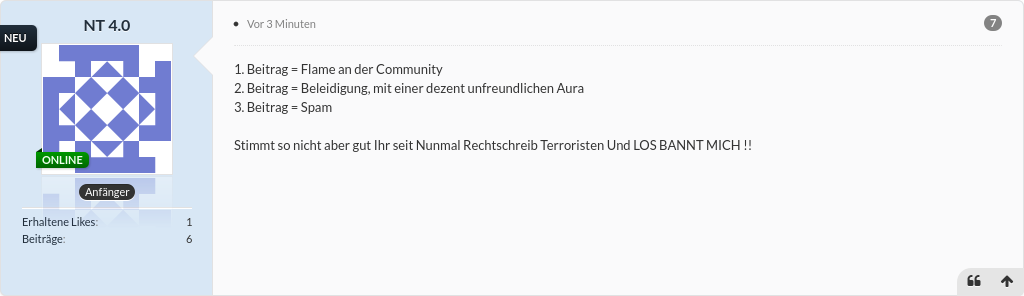 NT 4.0
NEU
ONLINE
Anfänger
Erhaltene Likes: 1
Beiträge: 6
Vor 3 Minuten
7
1. Beitrag = Flame an der Community
2. Beitrag = Beleidigung, mit einer dezent unfreundlichen Aura
3. Beitrag = Spam
Stimmt so nicht aber gut Ihr seit Nunmal Rechtschreib Terroristen Und LOS BANNT MICH !!